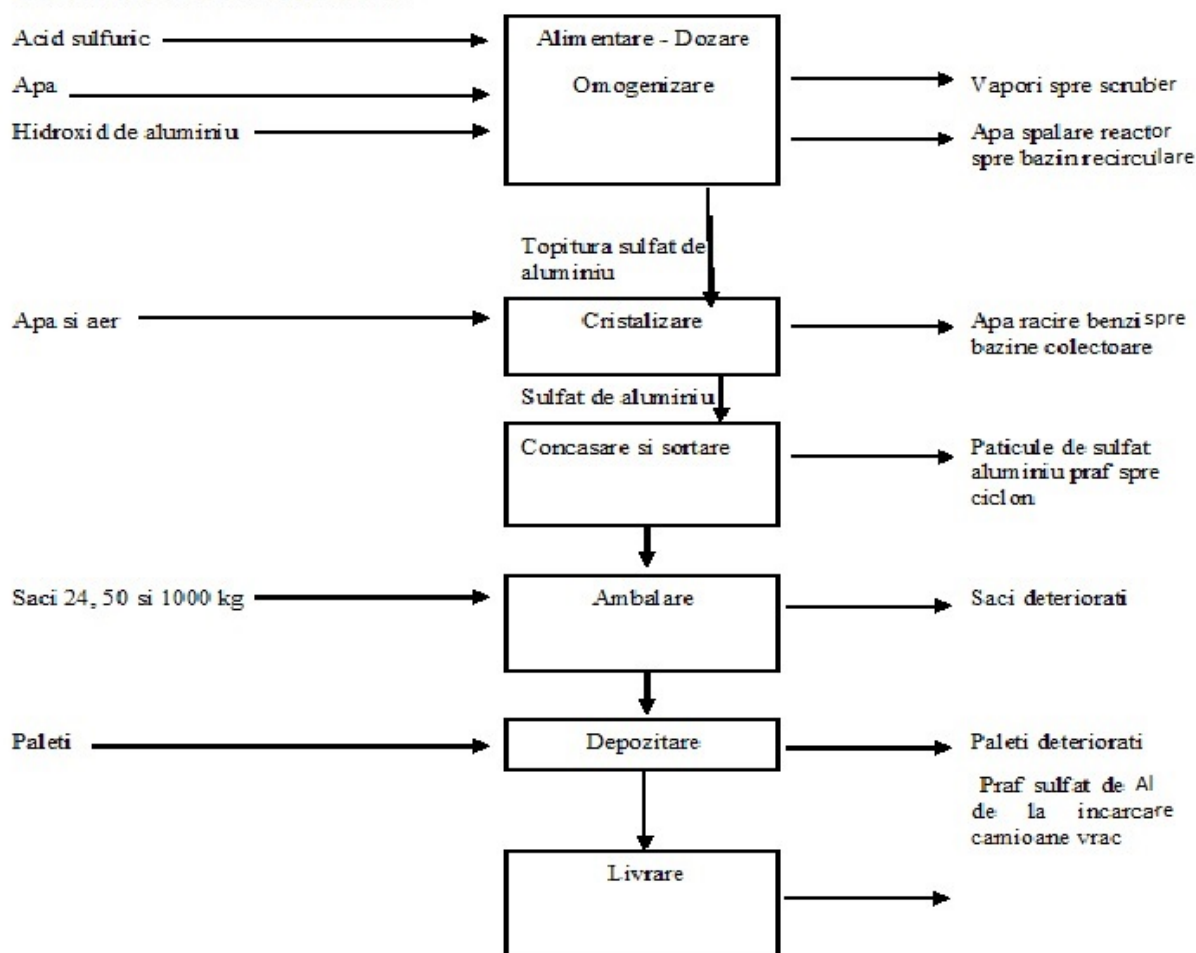 Acid sulfuric
Alimentare - Dozare
Apa
Omogenizare
Vapori spre scruber
Hidroxid de aluminiu
Apa spalare reactor
spre bazin recirculare
Topitura sulfat de
aluminiu
Apa si aer
Cristalizare
Apa racire benzi spre
bazine colectoare
Sulfat de aluminiu
Concasare si sortare
Paticule de sulfat
aluminiu praf spre
ciclon
Saci 24, 50 si 1000 kg
Ambalare
Saci deteriorati
Paleti
Depozitare
Paleti deteriorati
Praf sulfat de Al
de la incarcare
camioane vrac
Livrare